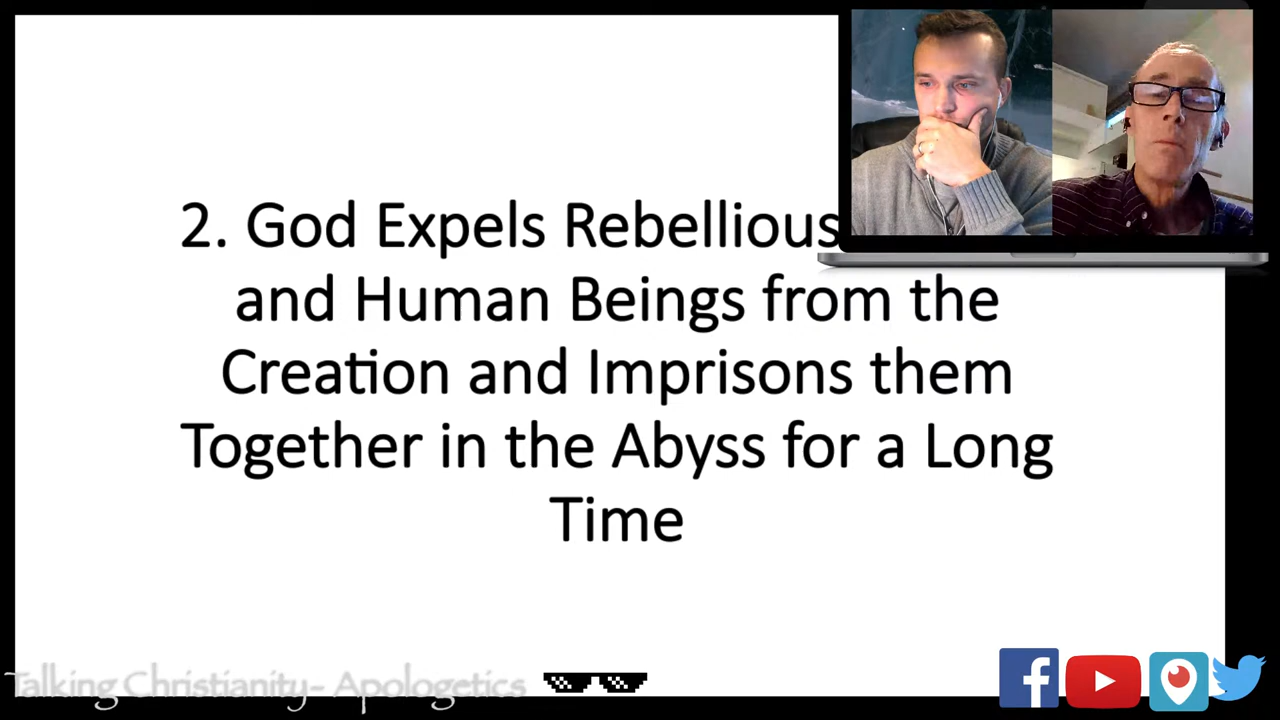 2. God Expels Rebellious
and Human Beings from the
Creation and Imprisons them
Together in the Abyss for a Long
Time
Talking Christianity- Apologetics